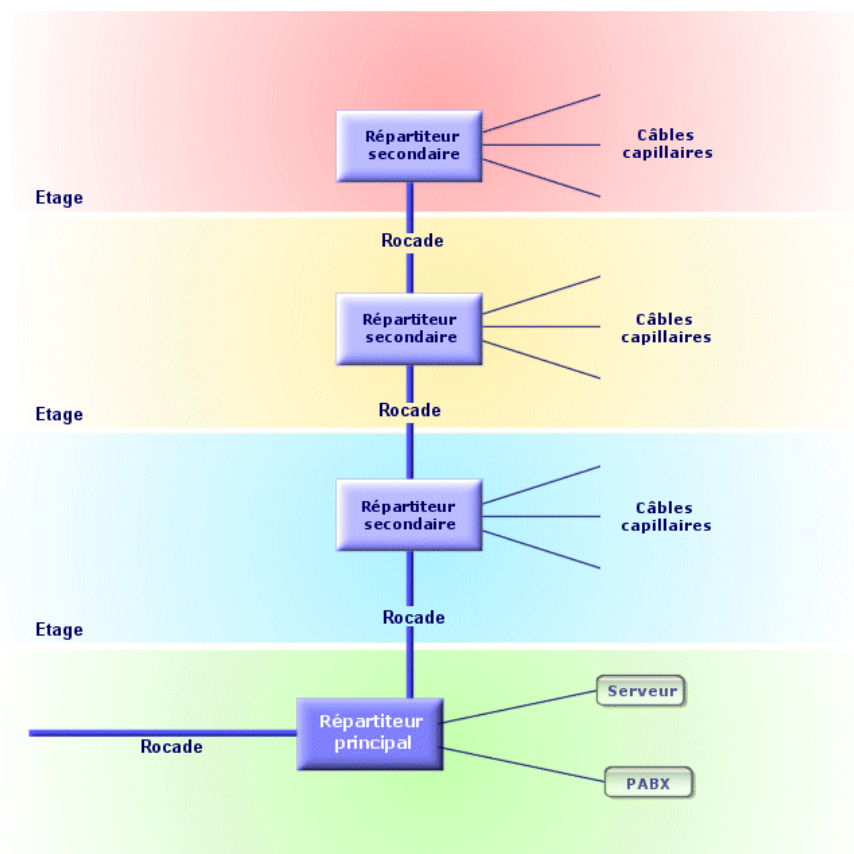 Répartiteur
secondaire
Câbles
capillaires
Etage
Rocade
Répartiteur
secondaire
Câbles
capillaires
Rocade
Etage
Répartiteur
secondaire
Câbles
capillaires
Rocade
Etage
Serveur
Répartiteur
principal
Rocade
PABX